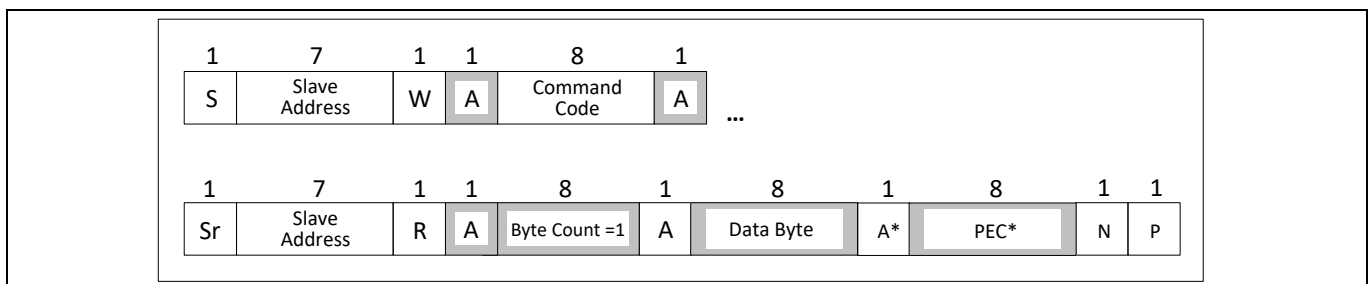 1 7 1 1 8 1
S Slave Address W A Command Code A ...
1 7 1 1 8 1 8 1 8 1 1
Sr Slave Address R A Byte Count =1 A Data Byte A* PEC* N P